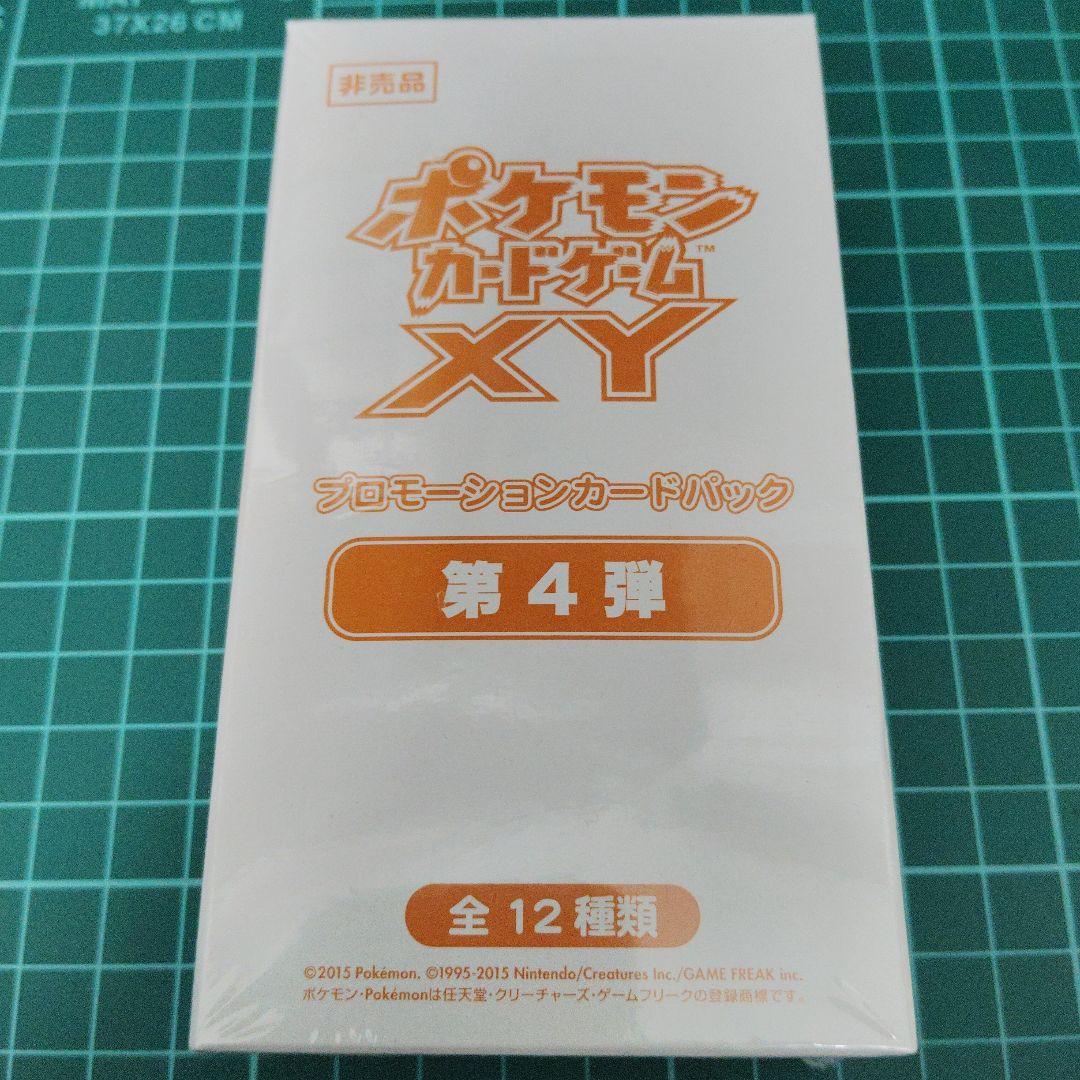 37X26 CM
非売品
ポケモン
カードゲーム™
XY
プロモーションカードパック
第4弾
全12種類
©2015 Pokémon. ©1995-2015 Nintendo/Creatures Inc./GAME FREAK inc.
ポケモン・Pokémonは任天堂・クリーチャーズ・ゲームフリークの登録商標です。